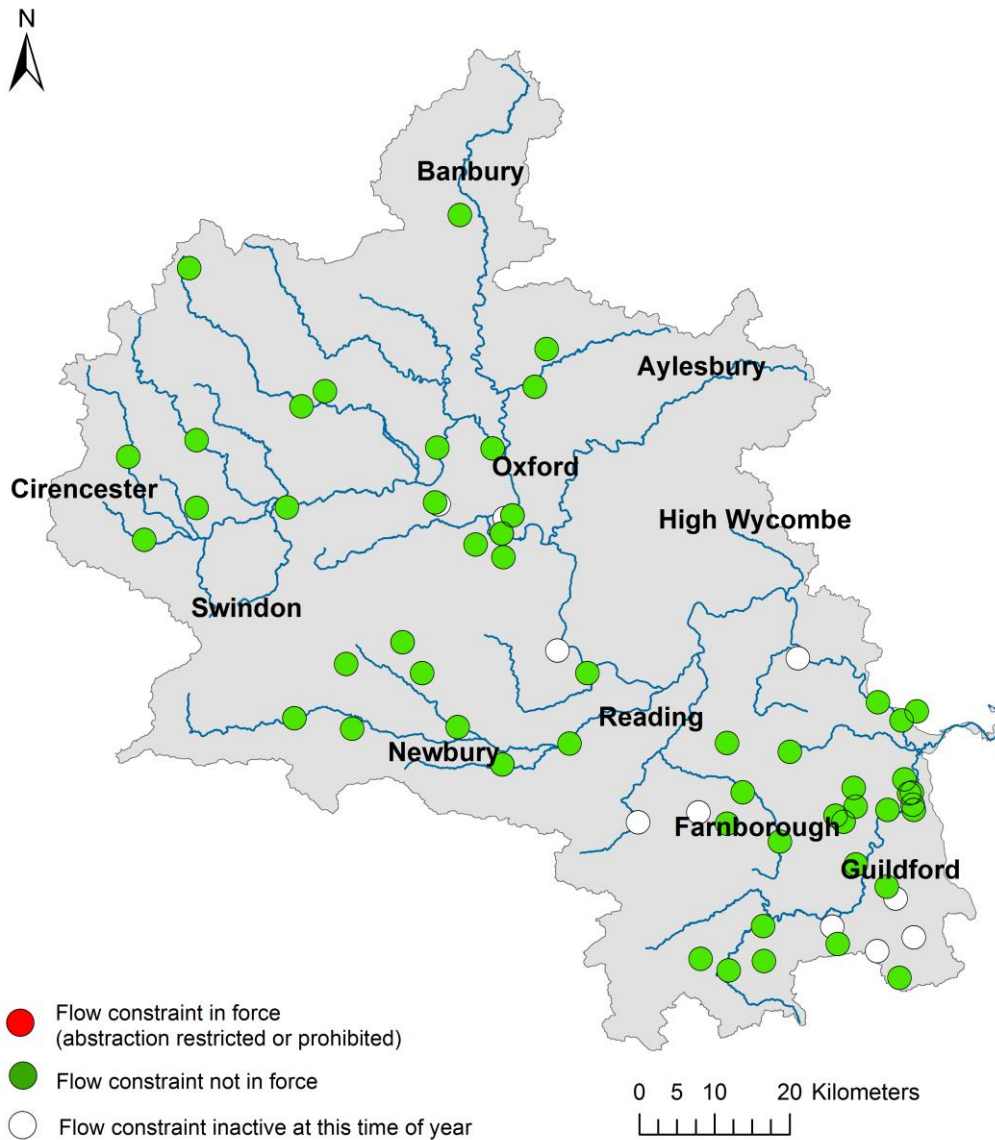 N
Banbury
Aylesbury
Oxford
Cirencester
High Wycombe
Swindon
Reading
Newbury
Farnborough
Guildford
Flow constraint in force
(abstraction restricted or prohibited)
Flow constraint not in force
Flow constraint inactive at this time of year
0 5 10 20 Kilometers